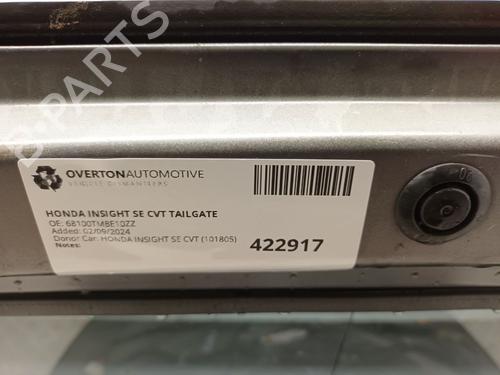 B-PARTS
OVERTONAUTOMOTIVE
VEHICLE DISMANTLERS
HONDA INSIGHT SE CVT TAILGATE
OE: 68100TMBE10ZZ
Added: 02/09/2024
Donor Car: HONDA INSIGHT SE CVT (101805)
Notes:
422917